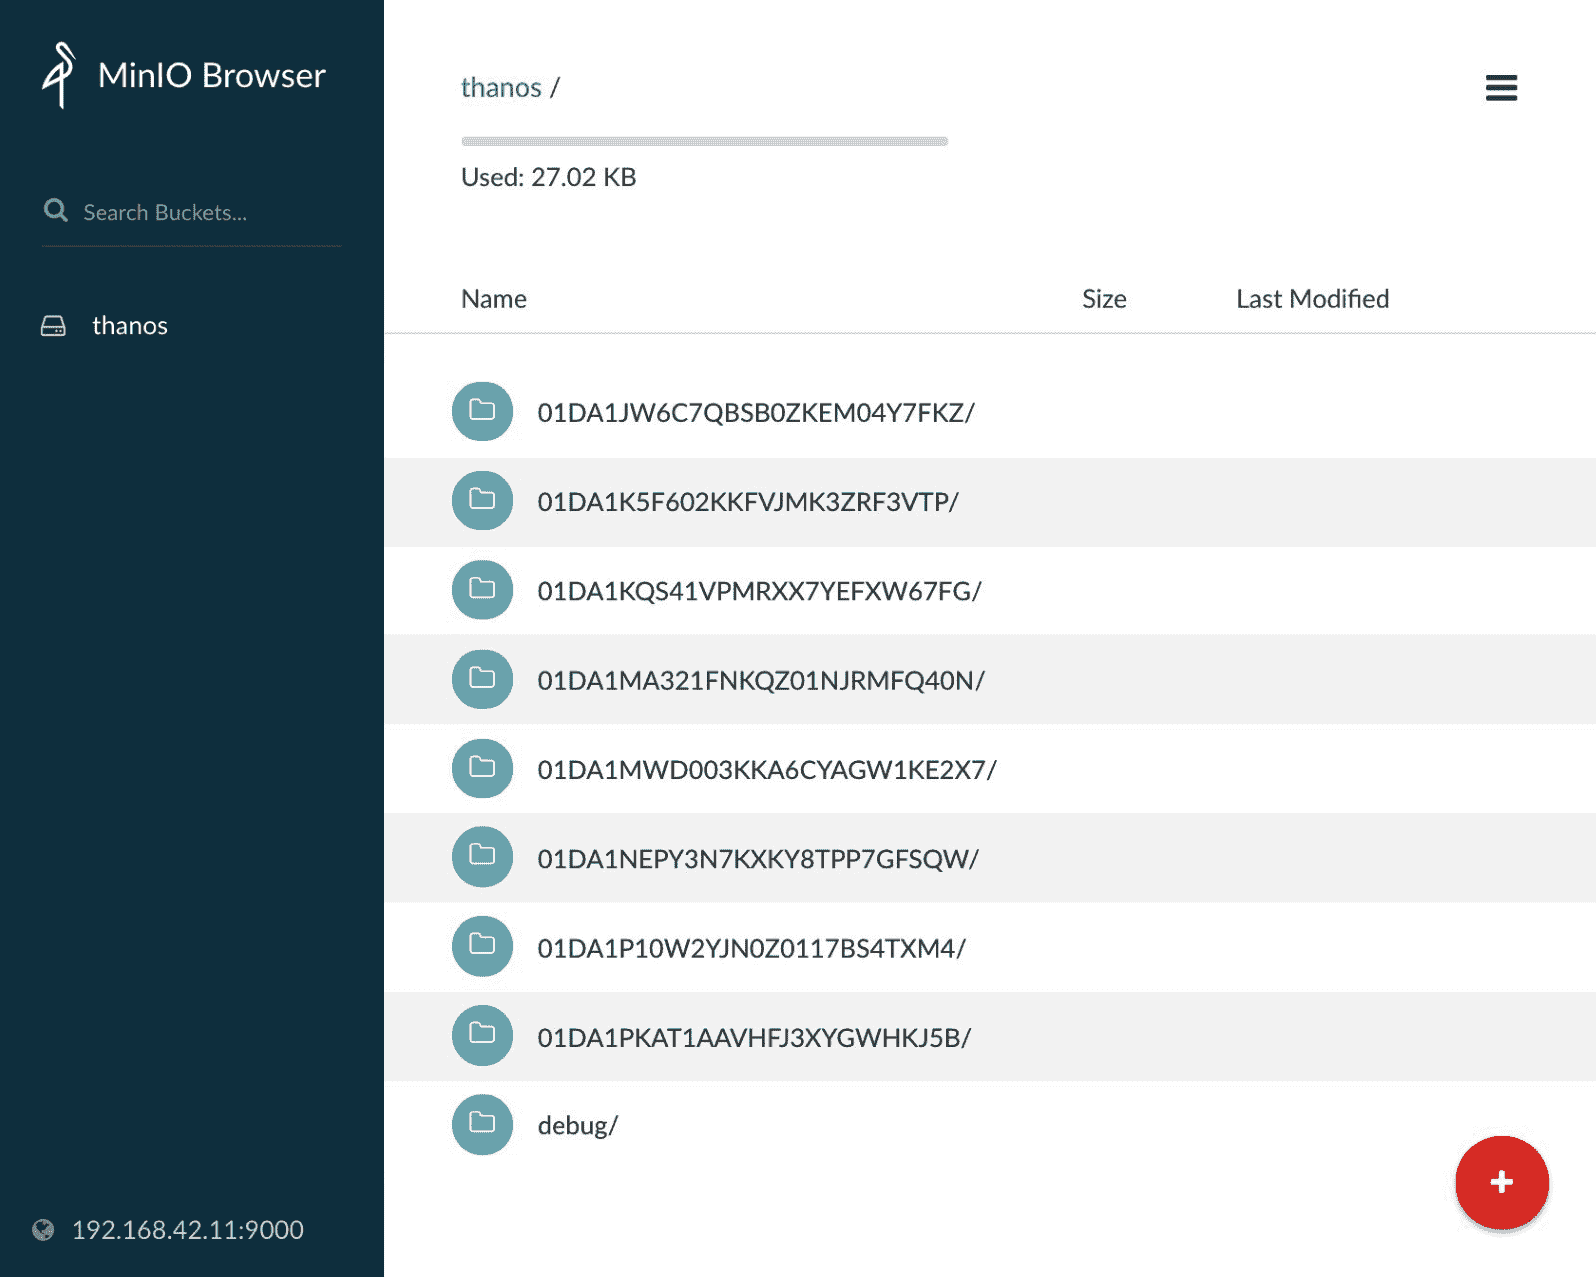 MinIO Browser
Search Buckets...
thanos
192.168.42.11:9000
thanos /
Used: 27.02 KB
Name Size Last Modified
01DA1JW6C7QBSB0ZKEM04Y7FKZ/
01DA1K5F602KKFVJMK3ZRF3VTP/
01DA1KQS41VPMRXX7YEFXW67FG/
01DA1MA321FNKQZ01NJRMFQ40N/
01DA1MWD003KKA6CYAGW1KE2X7/
01DA1NEPY3N7KXKY8TPP7GFSQW/
01DA1P10W2YJN0Z0117BS4TXM4/
01DA1PKAT1AAVHFJ3XYGWHKJ5B/
debug/